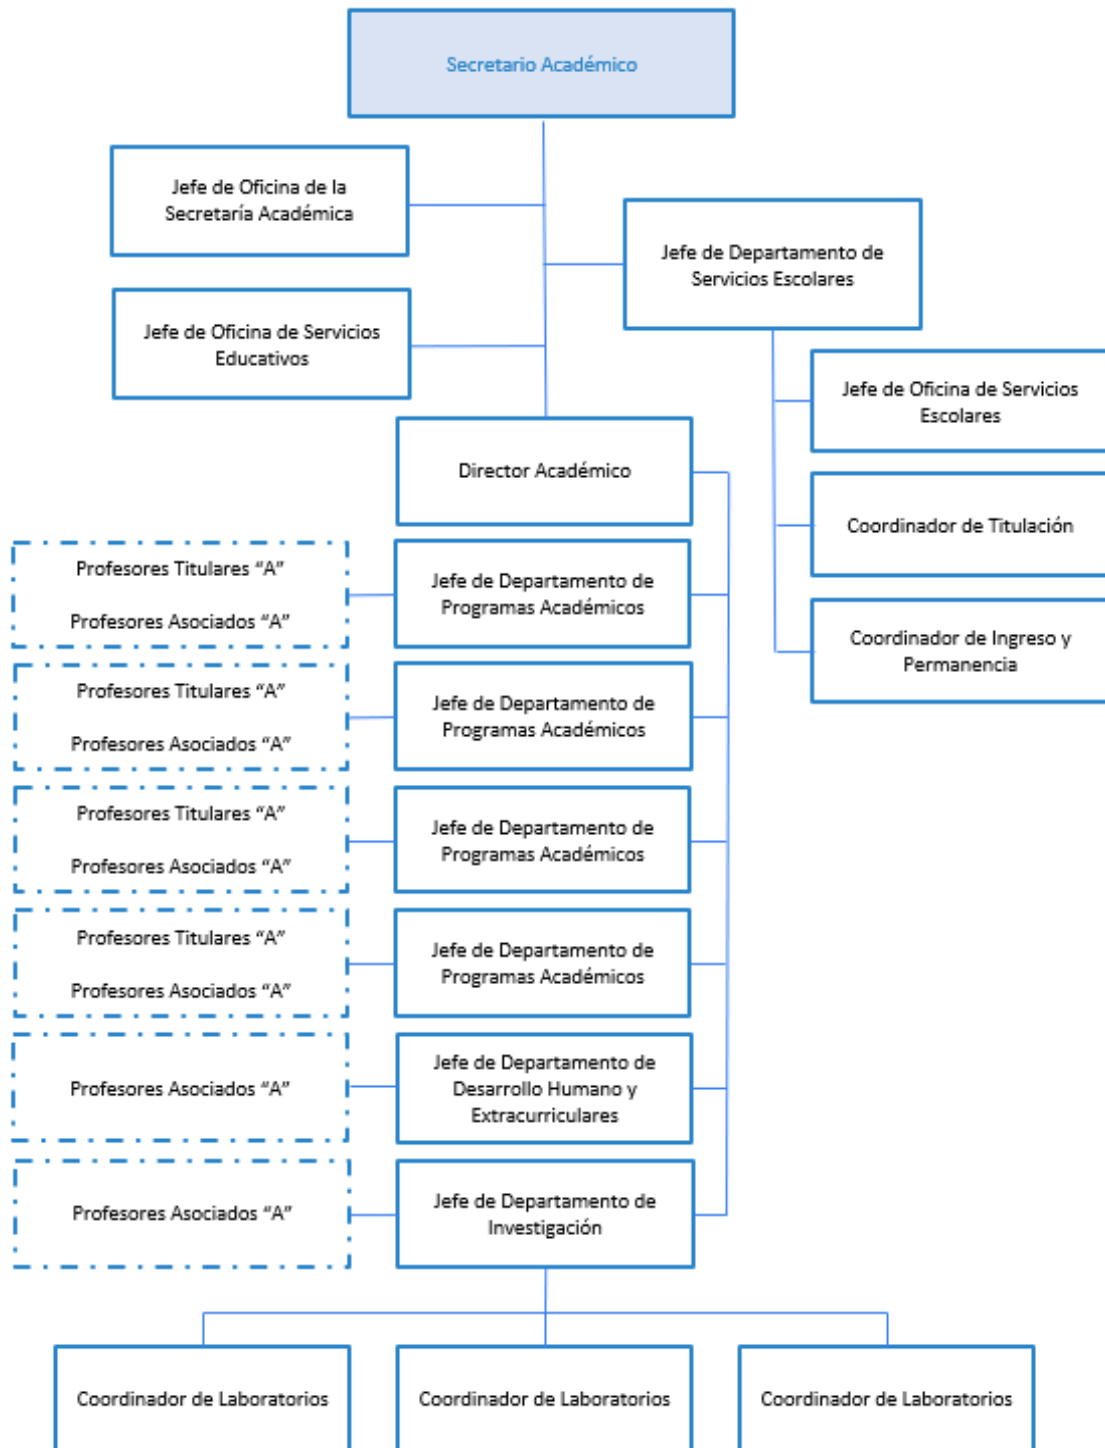 Secretario Académico
Jefe de Oficina de la
Secretaría Académica
Jefe de Departamento de
Servicios Escolares
Jefe de Oficina de Servicios
Educativos
Jefe de Oficina de Servicios
Escolares
Director Académico
Coordinador de Titulación
Profesores Titulares “A”
Profesores Asociados “A”
Jefe de Departamento de
Programas Académicos
Coordinador de Ingreso y
Permanencia
Profesores Titulares “A”
Profesores Asociados “A”
Jefe de Departamento de
Programas Académicos
Profesores Titulares “A”
Profesores Asociados “A”
Jefe de Departamento de
Programas Académicos
Profesores Titulares “A”
Profesores Asociados “A”
Jefe de Departamento de
Programas Académicos
Profesores Asociados “A”
Jefe de Departamento de
Desarrollo Humano y
Extracurriculares
Profesores Asociados “A”
Jefe de Departamento de
Investigación
Coordinador de Laboratorios
Coordinador de Laboratorios
Coordinador de Laboratorios